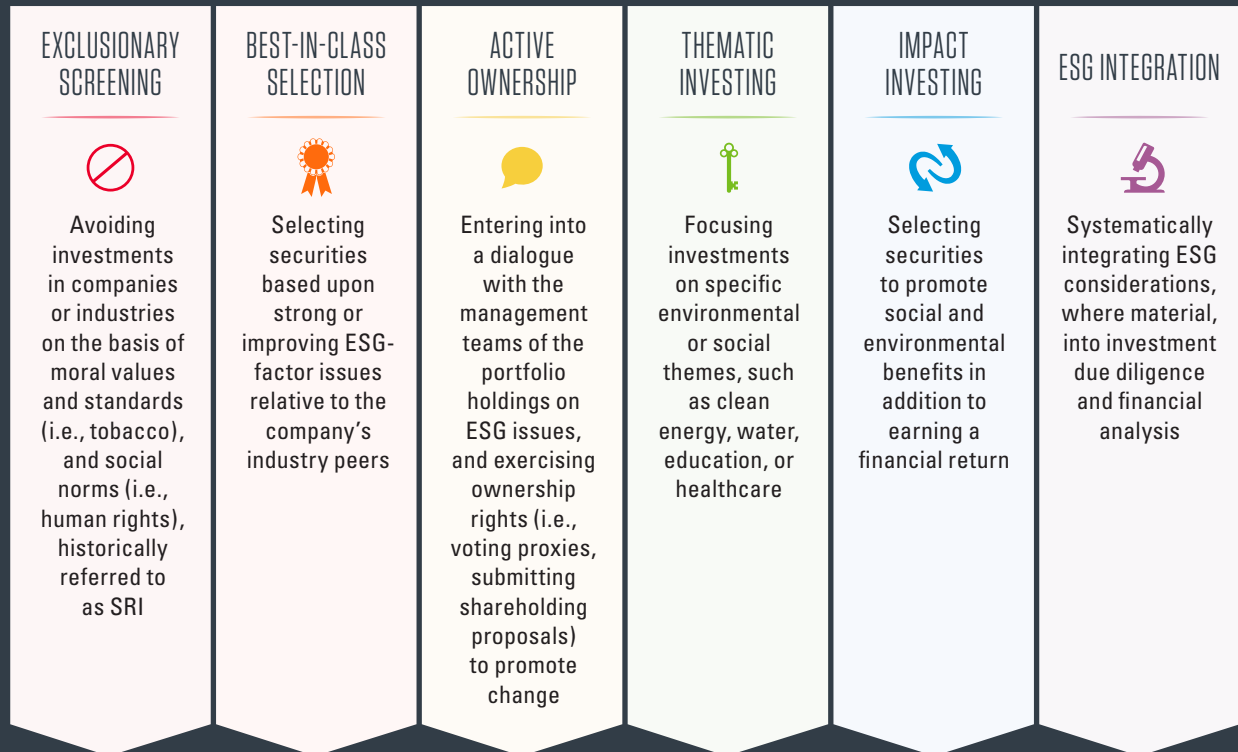 EXCLUSIONARY
SCREENING
Avoiding
investments
in companies
or industries
on the basis of
moral values
and standards
(i.e., tobacco),
and social
norms (i.e.,
human rights),
historically
referred to
as SRI
BEST-IN-CLASS
SELECTION
Selecting
securities
based upon
strong or
improving ESG-
factor issues
relative to the
company's
industry peers
ACTIVE
OWNERSHIP
Entering into
a dialogue
with the
management
teams of the
portfolio
holdings on
ESG issues,
and exercising
ownership
rights (i.e.,
voting proxies,
submitting
shareholding
proposals)
to promote
change
THEMATIC
INVESTING
Focusing
investments
on specific
environmental
or social
themes, such
as clean
energy, water,
education, or
healthcare
IMPACT
INVESTING
Selecting
securities
to promote
social and
environmental
benefits in
addition to
earning a
financial return
ESG INTEGRATION
Systematically
integrating ESG
considerations,
where material,
into investment
due diligence
and financial
analysis